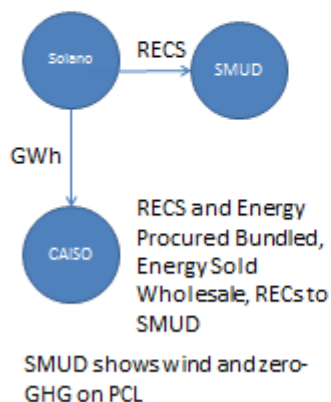 Solano
RECS
SMUD
GWh
CAISO
RECS and Energy
Procured Bundled,
Energy Sold
Wholesale, RECs to
SMUD
SMUD shows wind and zero-
GHG on PCL